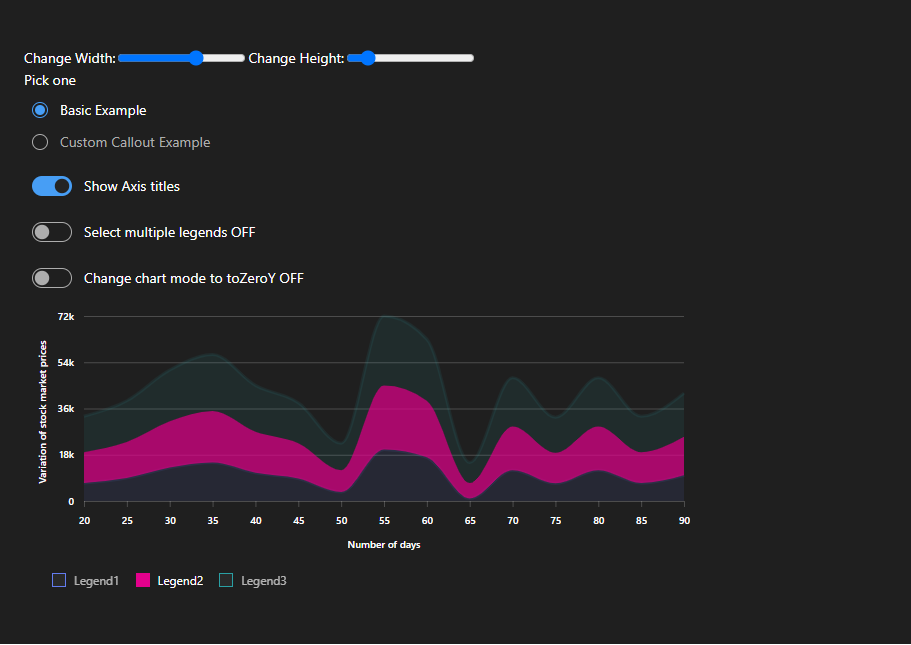 Change Width: Change Height:
Pick one
Basic Example
Custom Callout Example
Show Axis titles
Select multiple legends OFF
Change chart mode to toZeroY OFF
Variation of stock market prices
72k
54k
36k
18k
0
20 25 30 35 40 45 50 55 60 65 70 75 80 85 90
Number of days
Legend1 Legend2 Legend3